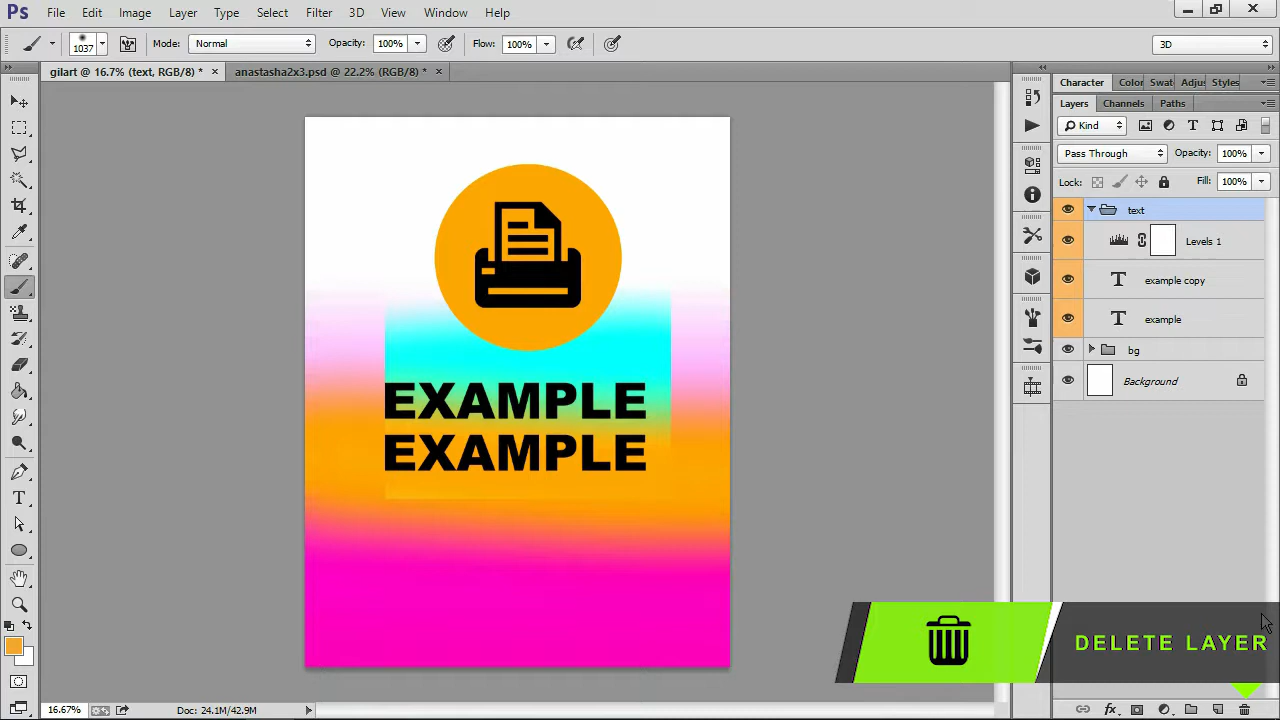 Ps File Edit Image Layer Type Select Filter 3D View Window Help
1037 Mode: Normal Opacity: 100% Flow: 100% 3D
gilart @ 16.7% (text, RGB/8) * × anastasha2x3.psd @ 22.2% (RGB/8) * ×
Character Color Swat Adjus Styles
Layers Channels Paths
Kind
Pass Through Opacity: 100%
Lock: Fill: 100%
text
Levels 1
example copy
example
bg
Background
EXAMPLE
EXAMPLE
DELETE LAYER
16.67% Doc: 24.1M/42.9M